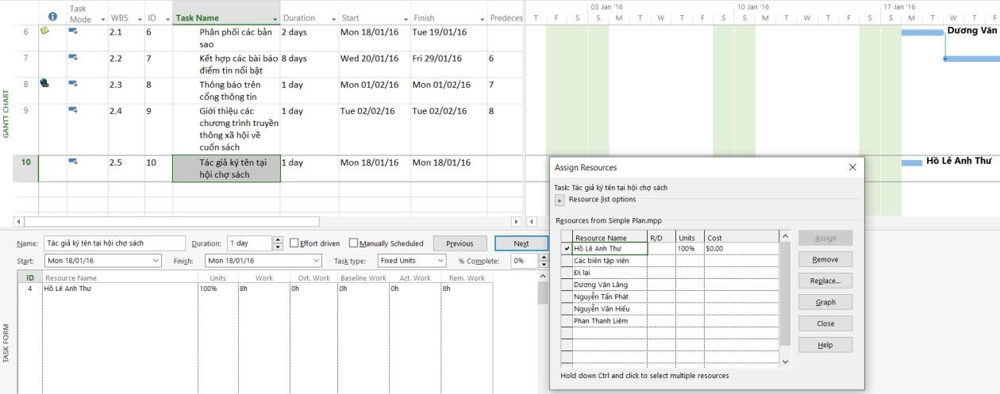 Task Mode WBS ID Task Name Duration Start Finish Predeces
03 Jan '16 10 Jan '16 17 Jan '16
T F S S M T W T F S S M T W T F S S M T W T F
6 2.1 6 Phân phối các bản sao 2 days Mon 18/01/16 Tue 19/01/16
Dương Văn
7 2.2 7 Kết hợp các bài báo điểm tin nổi bật 8 days Wed 20/01/16 Fri 29/01/16 6
8 2.3 8 Thông báo trên cổng thông tin 1 day Mon 01/02/16 Mon 01/02/16 7
9 2.4 9 Giới thiệu các chương trình truyền thông xã hội về cuốn sách 1 day Tue 02/02/16 Tue 02/02/16 8
10 2.5 10 Tác giả ký tên tại hội chợ sách 1 day Mon 18/01/16 Mon 18/01/16
Hồ Lê Anh Thư
GANTT CHART
Name: Tác giả ký tên tại hội chợ sách Duration: 1 day Effort driven Manually Scheduled Previous Next
Start: Mon 18/01/16 Finish: Mon 18/01/16 Task type: Fixed Units % Complete: 0%
ID Resource Name Units Work Ovt. Work Baseline Work Act. Work Rem. Work
4 Hồ Lê Anh Thư 100% 8h 0h 0h 0h 8h
TASK FORM
Assign Resources
Task: Tác giả ký tên tại hội chợ sách
+ Resource list options
Resources from Simple Plan.mpp
Resource Name R/D Units Cost
Hồ Lê Anh Thư 100% $0.00
Các biên tập viên
Đi lại
Dương Văn Lăng
Nguyễn Tấn Phát
Nguyễn Văn Hiếu
Phan Thanh Liêm
Assign
Remove
Replace...
Graph
Close
Help
Hold down Ctrl and click to select multiple resources